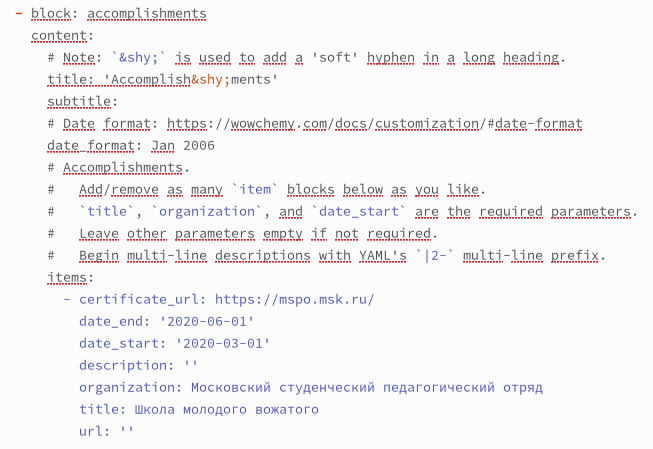 - block: accomplishments
content:
# Note: `&shy;` is used to add a 'soft' hyphen in a long heading.
title: 'Accomplish&shy;ments'
subtitle:
# Date format: https://wowchemy.com/docs/customization/#date-format
date_format: Jan 2006
# Accomplishments.
#   Add/remove as many `item` blocks below as you like.
#   `title`, `organization`, and `date_start` are the required parameters.
#   Leave other parameters empty if not required.
#   Begin multi-line descriptions with YAML's `|2-` multi-line prefix.
items:
- certificate_url: https://mspo.msk.ru/
date_end: '2020-06-01'
date_start: '2020-03-01'
description: ''
organization: Московский студенческий педагогический отряд
title: Школа молодого вожатого
url: ''